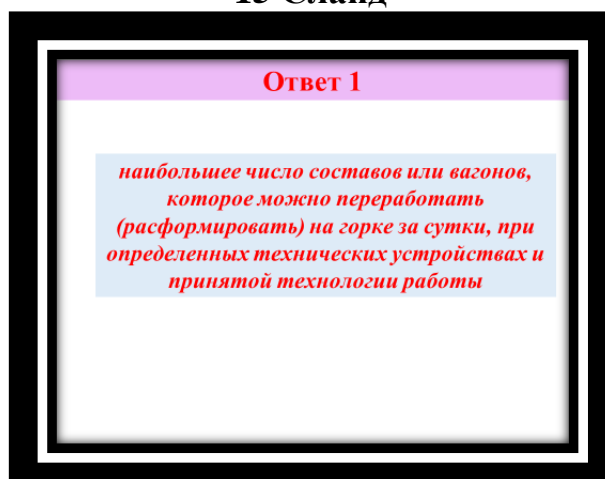 Ответ 1
наибольшее число составов или вагонов,
которое можно переработать
(расформировать) на горке за сутки, при
определенных технических устройствах и
принятой технологии работы